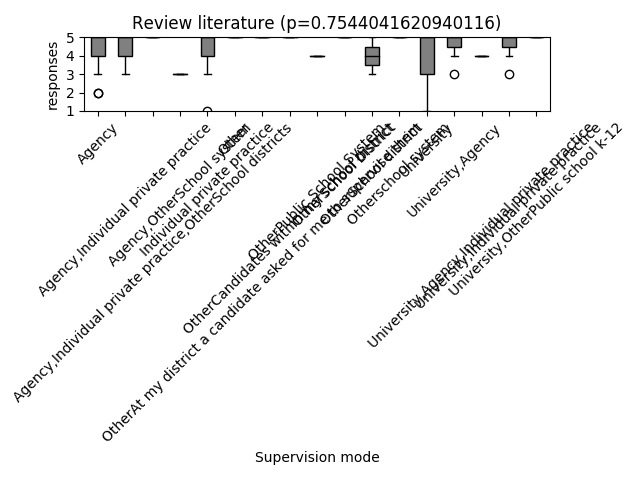 Review literature (p=0.7544041620940116)
responses
5
4
3
2
1
Agency
Agency,Individual private practice
Agency,Individual private practice,OtherSchool districts
Agency,OtherSchool system
Individual private practice
Other
OtherAt my district a candidate asked for me to
OtherCandidates within my school district
OtherPublic School System
OtherSchool District
OtherSchool district
Otherschool system
University
University,Agency
University,Agency,Individual private practice
University,Individual private practice
University,OtherPublic school k-12
Supervision mode